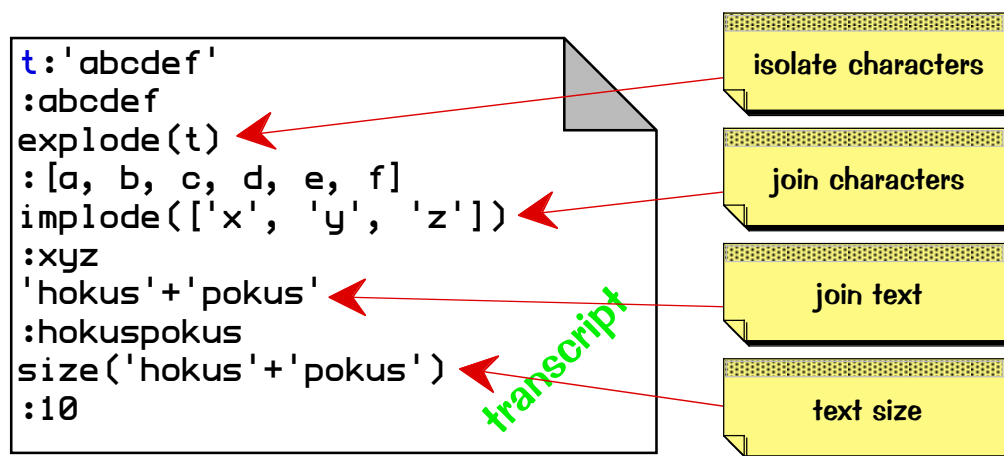 t:'abcdef'
:abcdef
explode(t)
:[a, b, c, d, e, f]
implode(['x', 'y', 'z'])
:xyz
'hokus'+'pokus'
:hokuspokus
size('hokus'+'pokus')
:10
transcript
isolate characters
join characters
join text
text size